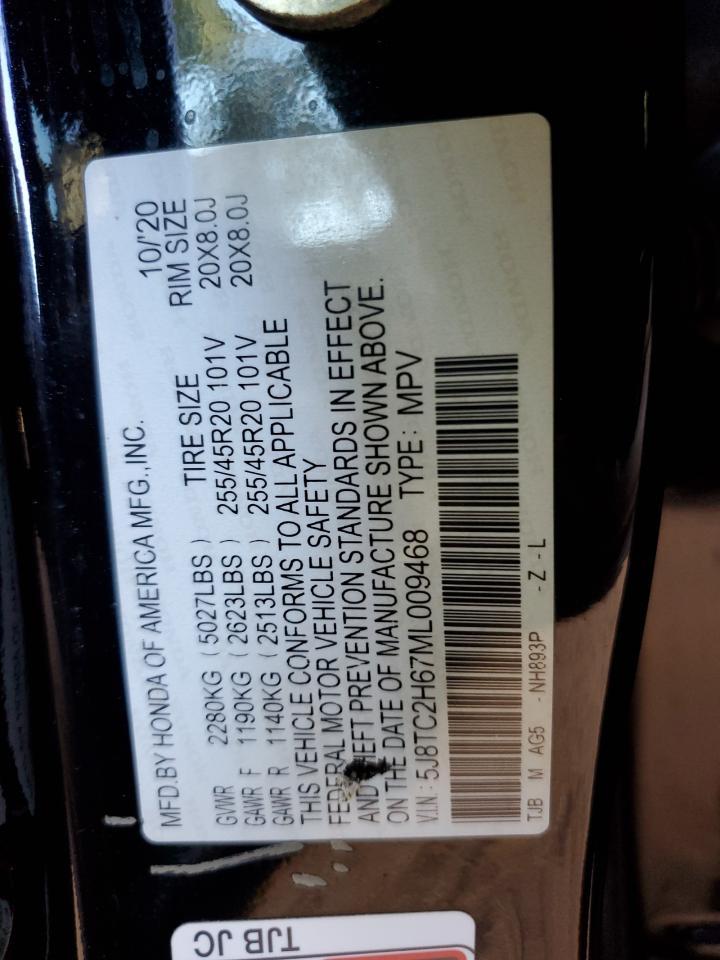 MFD.BY HONDA OF AMERICA MFG.,INC. 10/'20
TIRE SIZE RIM SIZE
GVWR 2280KG ( 5027LBS )
GAWR F 1190KG ( 2623LBS ) 255/45R20 101V 20X8.0J
GAWR R 1140KG ( 2513LBS ) 255/45R20 101V 20X8.0J
THIS VEHICLE CONFORMS TO ALL APPLICABLE
FEDERAL MOTOR VEHICLE SAFETY
AND THEFT PREVENTION STANDARDS IN EFFECT
ON THE DATE OF MANUFACTURE SHOWN ABOVE.
V.I.N: 5J8TC2H67ML009468 TYPE: MPV
TJB M AG5 - NH893P - Z - L
TJB JC